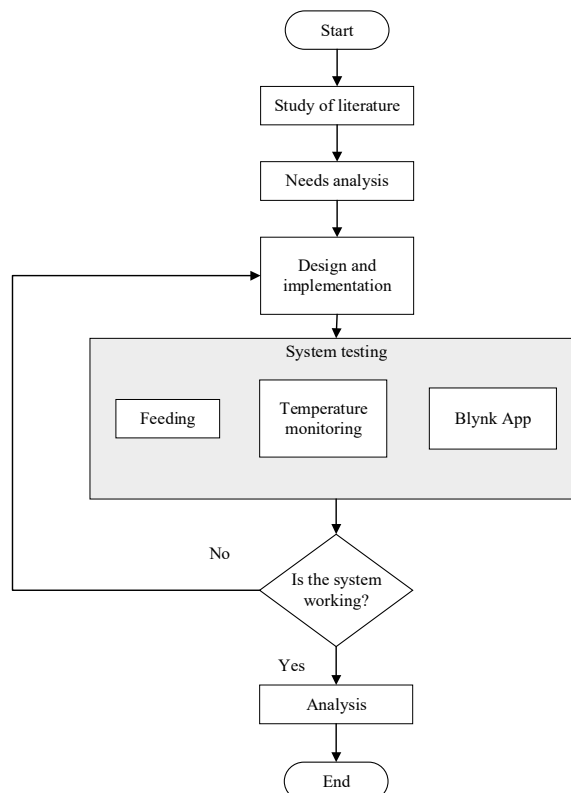 Start
Study of literature
Needs analysis
Design and
implementation
System testing
Feeding
Temperature
monitoring
Blynk App
No
Is the system
working?
Yes
Analysis
End